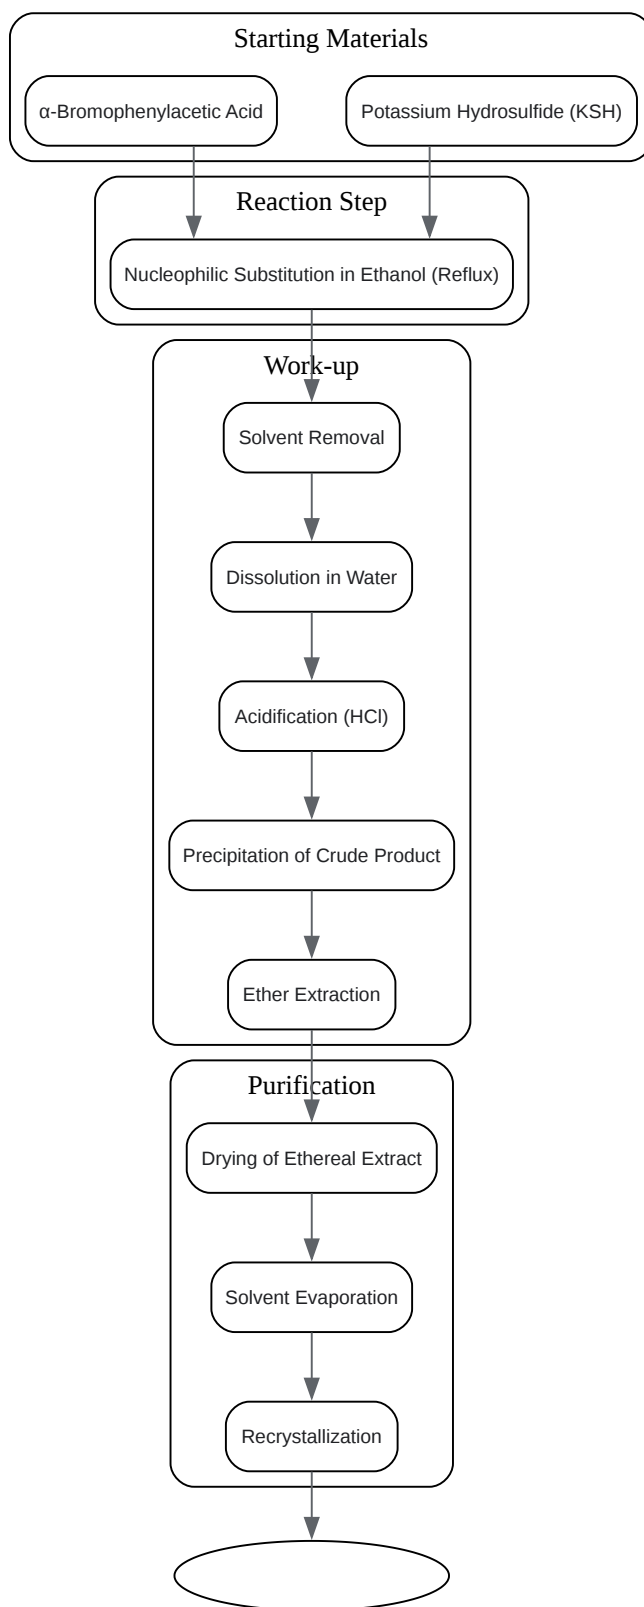 Starting Materials
α-Bromophenylacetic Acid
Potassium Hydrosulfide (KSH)
Reaction Step
Nucleophilic Substitution in Ethanol (Reflux)
Work-up
Solvent Removal
Dissolution in Water
Acidification (HCl)
Precipitation of Crude Product
Ether Extraction
Purification
Drying of Ethereal Extract
Solvent Evaporation
Recrystallization